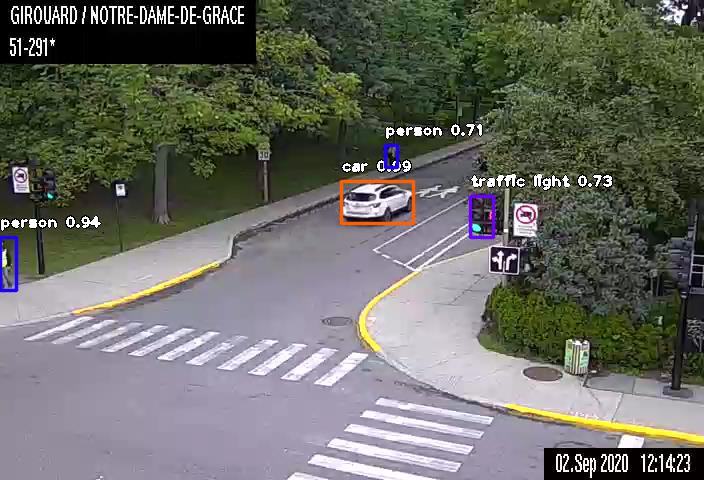 GIROUARD / NOTRE-DAME-DE-GRACE
51-291*
person 0.71
car 0.99
traffic light 0.73
person 0.94
02.Sep 2020 12:14:23